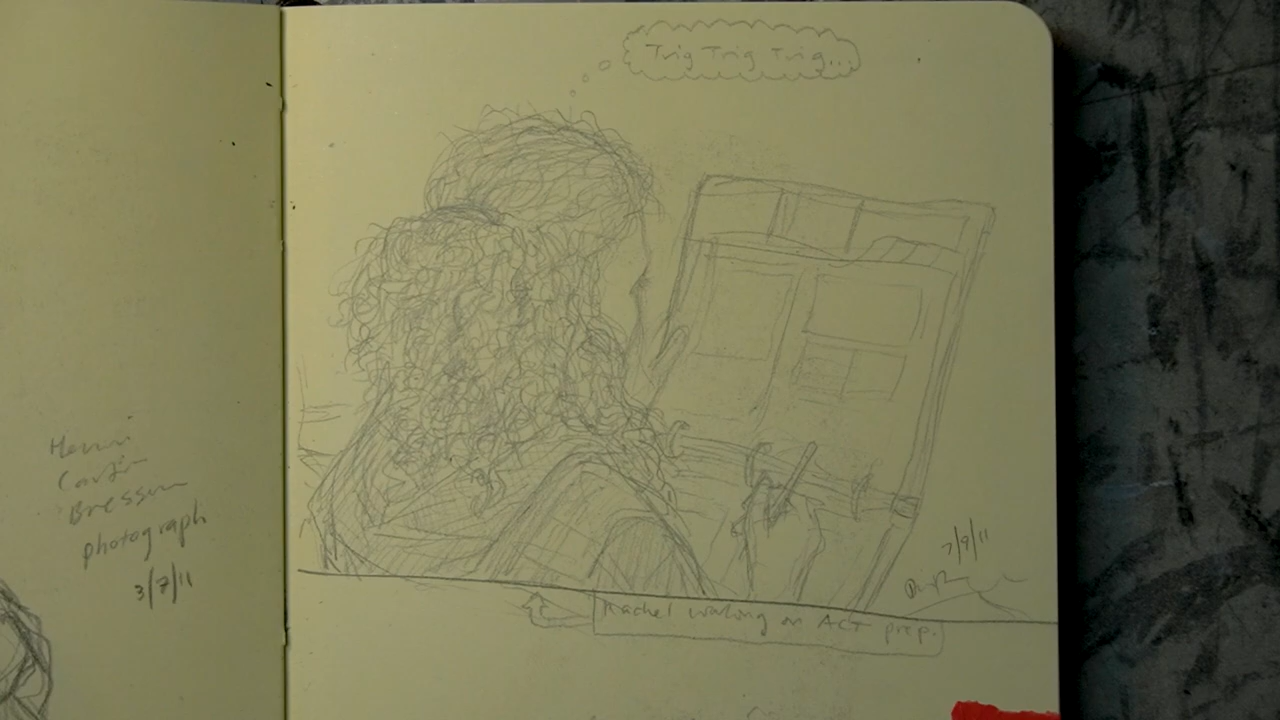 Henri
Cartier
Bresson
photograph
3/7/11
Trig Trig Trig...
7/9/11
Rachel working on ACT prep.